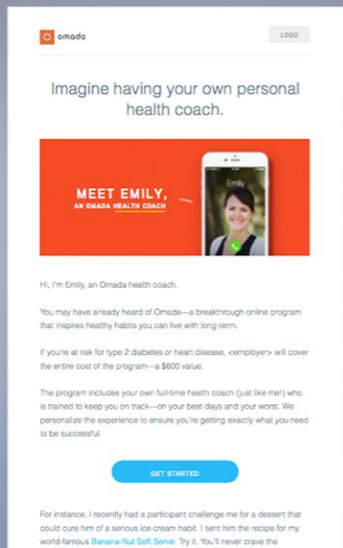 omada
LOGO
Imagine having your own personal
health coach.
Emily
MEET EMILY,
AN OMADA HEALTH COACH
Hi, I'm Emily, an Omada health coach.
You may have already heard of Omada—a breakthrough online program
that inspires healthy habits you can live with long-term.
If you're at risk for type 2 diabetes or heart disease, <employer> will cover
the entire cost of the program—a $600 value.
The program includes your own full-time health coach (just like me!) who
is trained to keep you on track—on your best days and your worst. We
personalize the experience to ensure you're getting exactly what you need
to be successful.
GET STARTED
For instance, I recently had a participant challenge me for a dessert that
could cure him of a serious ice cream habit. I sent him the recipe for my
world-famous Banana-Nut Soft Serve. Try it. You'll never crave the